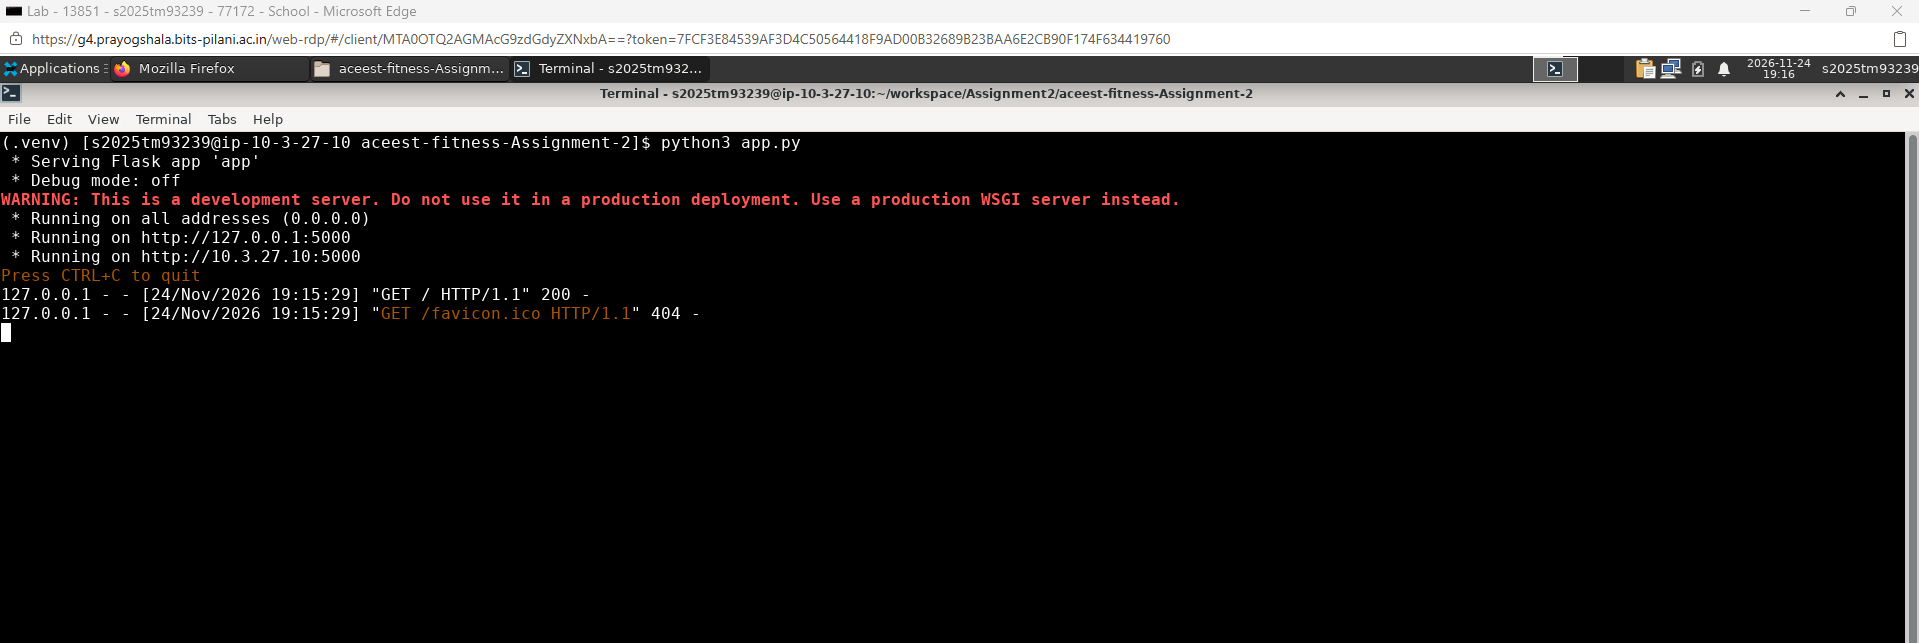 Lab - 13851 - s2025tm93239 - 77172 - School - Microsoft Edge
https://g4.prayogshala.bits-pilani.ac.in/web-rdp/#/client/MTA0OTQ2AGMAcG9zdGdyZXNxbA==?token=7FCF3E84539AF3D4C50564418F9AD00B32689B23BAA6E2CB90F174F634419760
Applications Mozilla Firefox aceest-fitness-Assignm... Terminal - s2025tm932... 2026-11-24 s2025tm93239
19:16
Terminal - s2025tm93239@ip-10-3-27-10:~/workspace/Assignment2/aceest-fitness-Assignment-2
File Edit View Terminal Tabs Help
(.venv) [s2025tm93239@ip-10-3-27-10 aceest-fitness-Assignment-2]$ python3 app.py
* Serving Flask app 'app'
* Debug mode: off
WARNING: This is a development server. Do not use it in a production deployment. Use a production WSGI server instead.
* Running on all addresses (0.0.0.0)
* Running on http://127.0.0.1:5000
* Running on http://10.3.27.10:5000
Press CTRL+C to quit
127.0.0.1 - - [24/Nov/2026 19:15:29] "GET / HTTP/1.1" 200 -
127.0.0.1 - - [24/Nov/2026 19:15:29] "GET /favicon.ico HTTP/1.1" 404 -